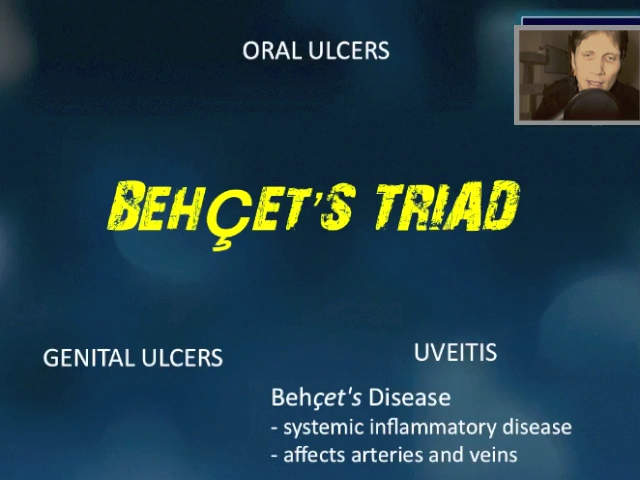 ORAL ULCERS
BEHÇET'S TRIAD
GENITAL ULCERS
UVEITIS
Behçet's Disease
- systemic inflammatory disease
- affects arteries and veins